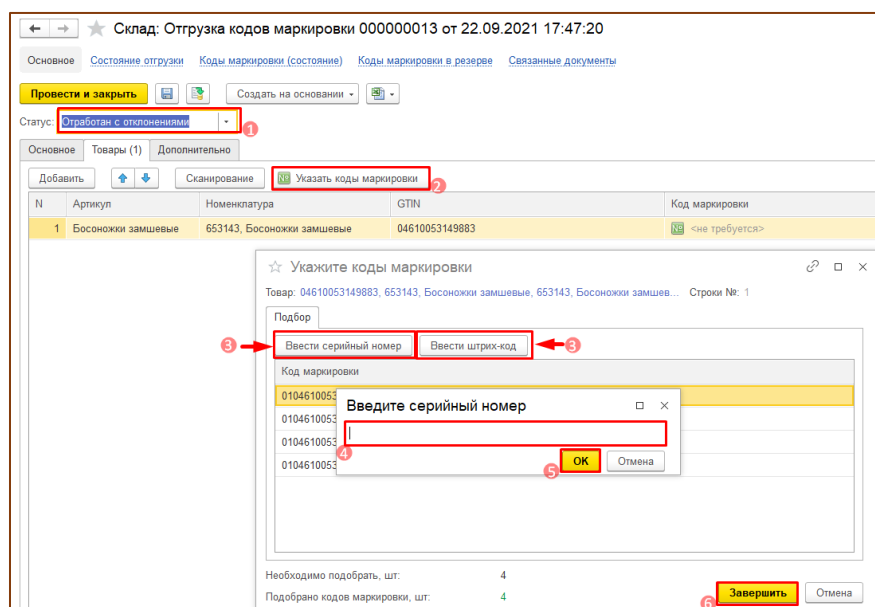 Склад: Отгрузка кодов маркировки 000000013 от 22.09.2021 17:47:20
Основное Состояние отгрузки Коды маркировки (состояние) Коды маркировки в резерве Связанные документы
Провести и закрыть Создать на основании
Статус: Отработан с отклонениями 1
Основное Товары (1) Дополнительно
Добавить Сканирование № Указать коды маркировки 2
N Артикул Номенклатура GTIN Код маркировки
1 Босоножки замшевые 653143, Босоножки замшевые 04610053149883 № <не требуется>
Укажите коды маркировки
Товар: 04610053149883, 653143, Босоножки замшевые, 653143, Босоножки замшев... Строки №: 1
Подбор
3 Ввести серийный номер Ввести штрих-код 3
Код маркировки
0104610053
Введите серийный номер
0104610053
0104610053
4
0104610053
5 ОК Отмена
Необходимо подобрать, шт: 4
Подобрано кодов маркировки, шт: 4
6 Завершить Отмена